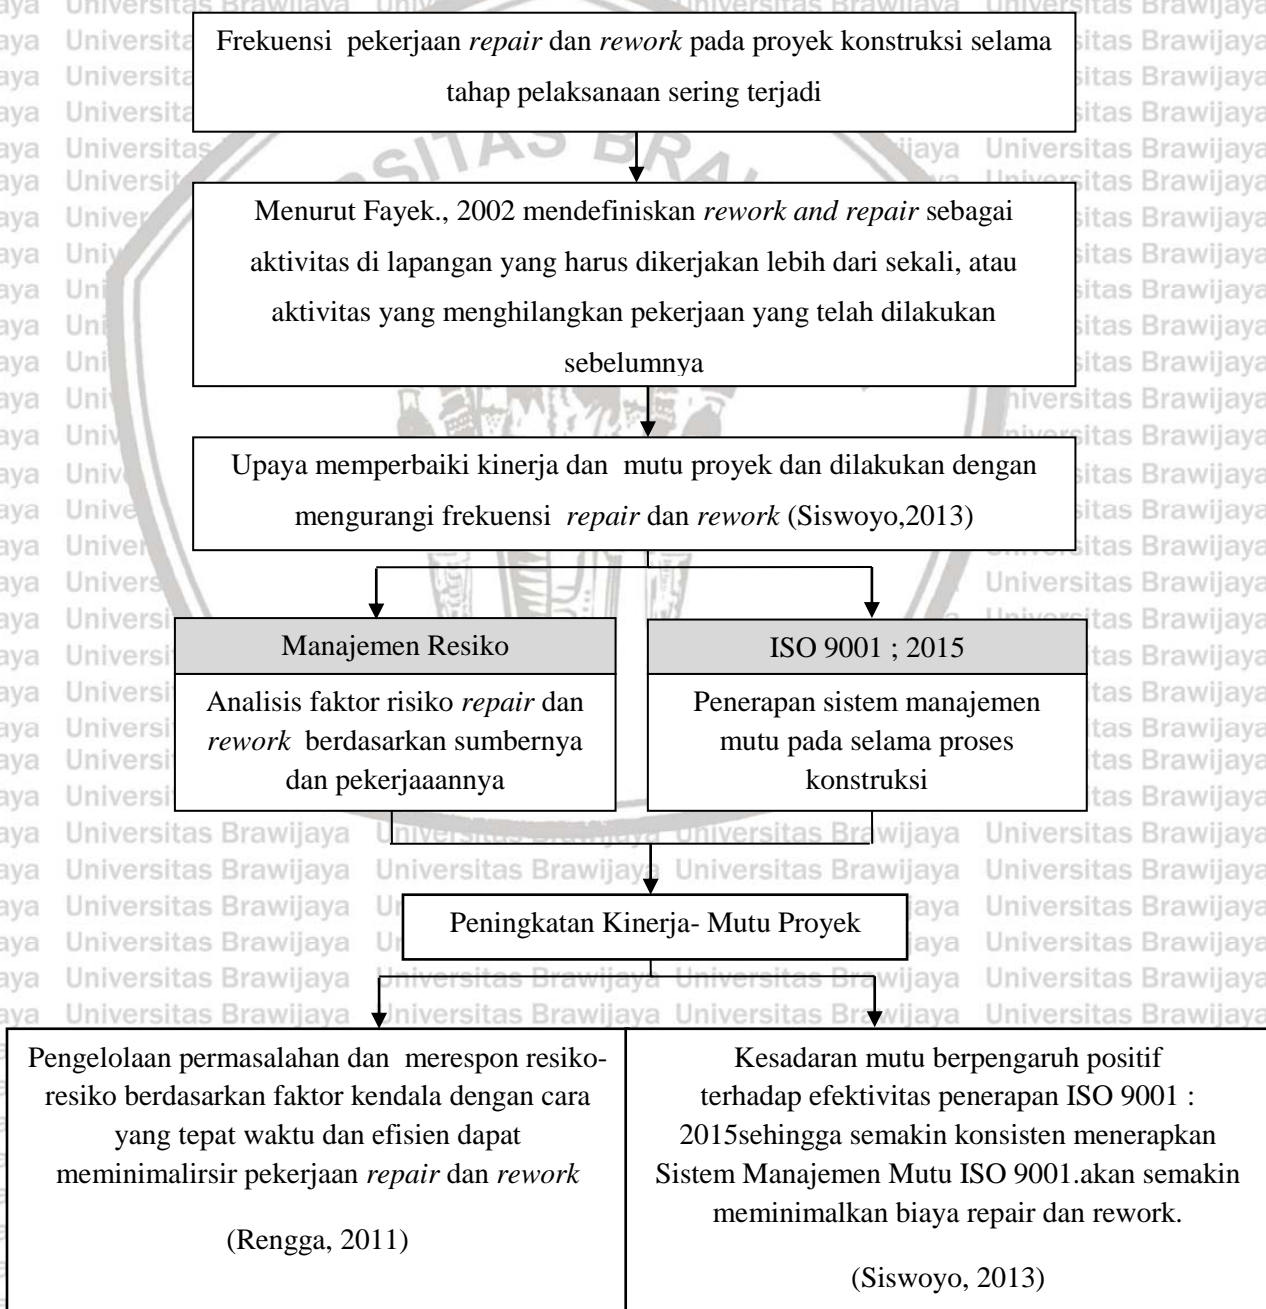 Frekuensi pekerjaan repair dan rework pada proyek konstruksi selama
tahap pelaksanaan sering terjadi
Menurut Fayek., 2002 mendefiniskan rework and repair sebagai
aktivitas di lapangan yang harus dikerjakan lebih dari sekali, atau
aktivitas yang menghilangkan pekerjaan yang telah dilakukan
sebelumnya
Upaya memperbaiki kinerja dan mutu proyek dan dilakukan dengan
mengurangi frekuensi repair dan rework (Siswoyo,2013)
Manajemen Resiko
Analisis faktor risiko repair dan
rework berdasarkan sumbernya
dan pekerjaaannya
ISO 9001 ; 2015
Penerapan sistem manajemen
mutu pada selama proses
konstruksi
Peningkatan Kinerja- Mutu Proyek
Pengelolaan permasalahan dan merespon resiko-
resiko berdasarkan faktor kendala dengan cara
yang tepat waktu dan efisien dapat
meminimalirsir pekerjaan repair dan rework
(Rengga, 2011)
Kesadaran mutu berpengaruh positif
terhadap efektivitas penerapan ISO 9001 :
2015sehingga semakin konsisten menerapkan
Sistem Manajemen Mutu ISO 9001.akan semakin
meminimalkan biaya repair dan rework.
(Siswoyo, 2013)